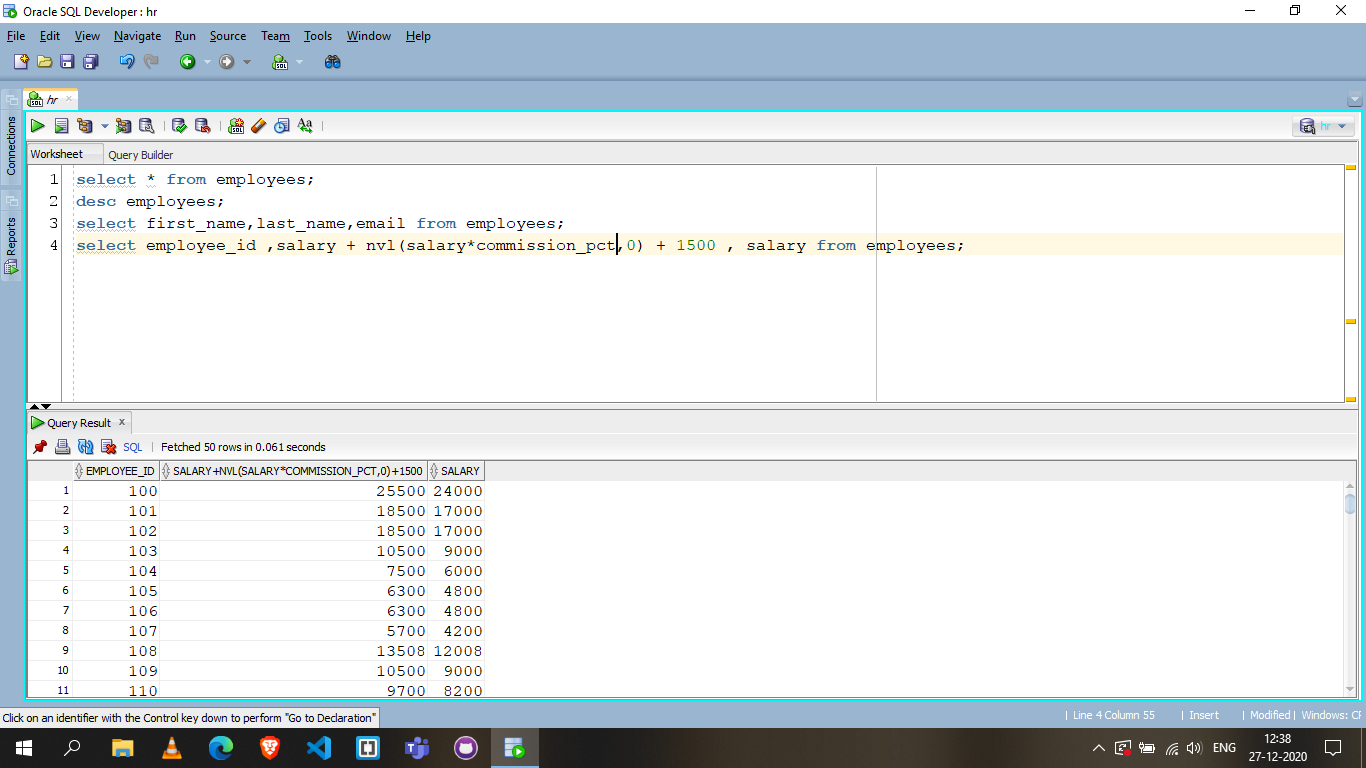 Oracle SQL Developer : hr
File Edit View Navigate Run Source Team Tools Window Help
hr
Connections
Reports
hr
Worksheet Query Builder
1 select * from employees;
2 desc employees;
3 select first_name,last_name,email from employees;
4 select employee_id ,salary + nvl(salary*commission_pct,0) + 1500 , salary from employees;
Query Result x
SQL | Fetched 50 rows in 0.061 seconds
EMPLOYEE_ID SALARY+NVL(SALARY*COMMISSION_PCT,0)+1500 SALARY
1 100 25500 24000
2 101 18500 17000
3 102 18500 17000
4 103 10500 9000
5 104 7500 6000
6 105 6300 4800
7 106 6300 4800
8 107 5700 4200
9 108 13508 12008
10 109 10500 9000
11 110 9700 8200
Click on an identifier with the Control key down to perform "Go to Declaration"
| Line 4 Column 55 | Insert | Modified | Windows: CF
ENG 12:38
27-12-2020